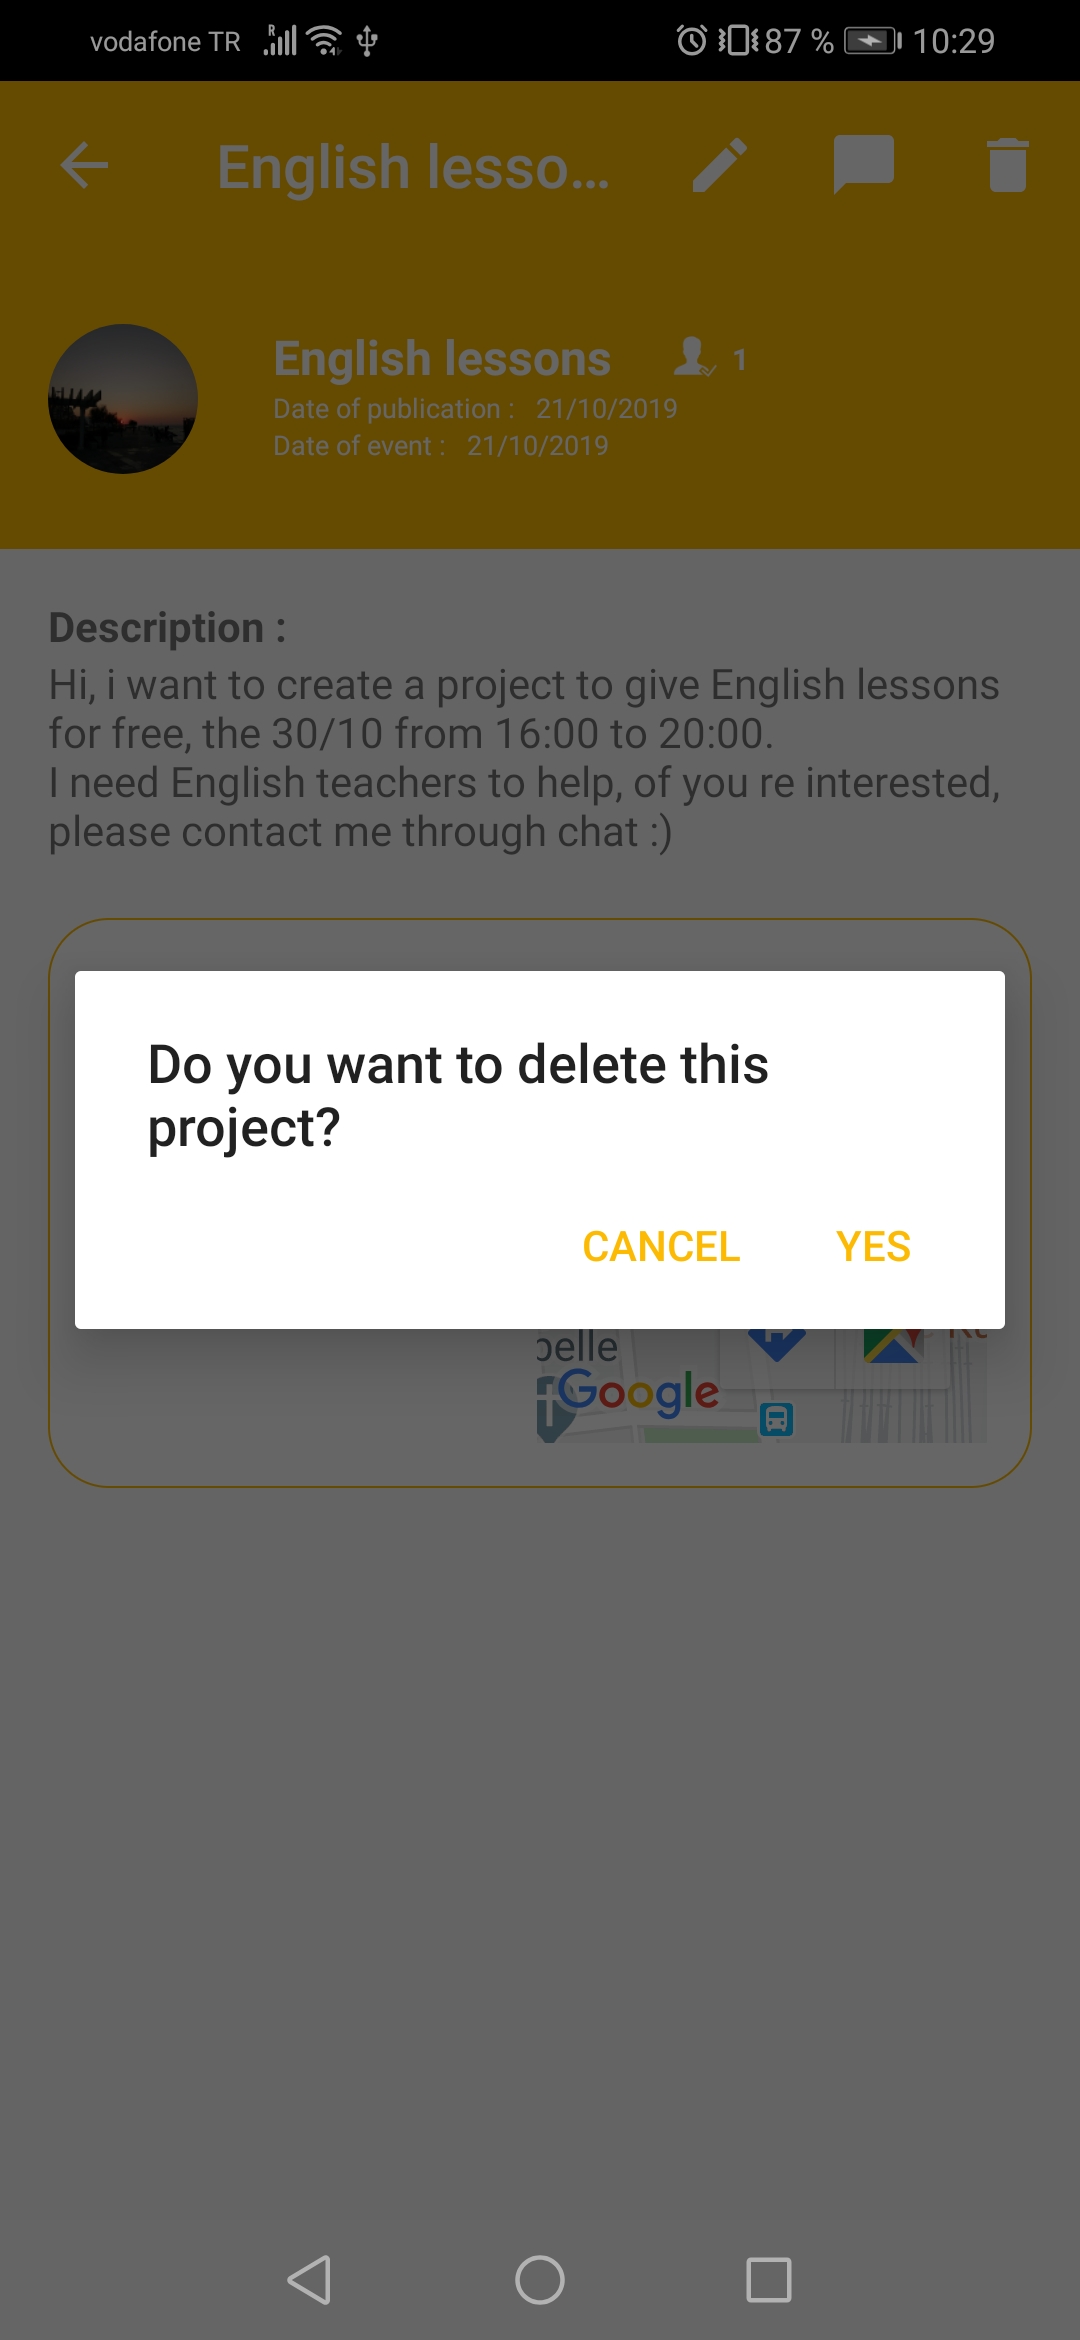 vodafone TR 87 % 10:29
English lesso...
English lessons 1
Date of publication : 21/10/2019
Date of event : 21/10/2019
Description :
Hi, i want to create a project to give English lessons
for free, the 30/10 from 16:00 to 20:00.
I need English teachers to help, of you re interested,
please contact me through chat :)
Do you want to delete this
project?
CANCEL YES
belle
Google